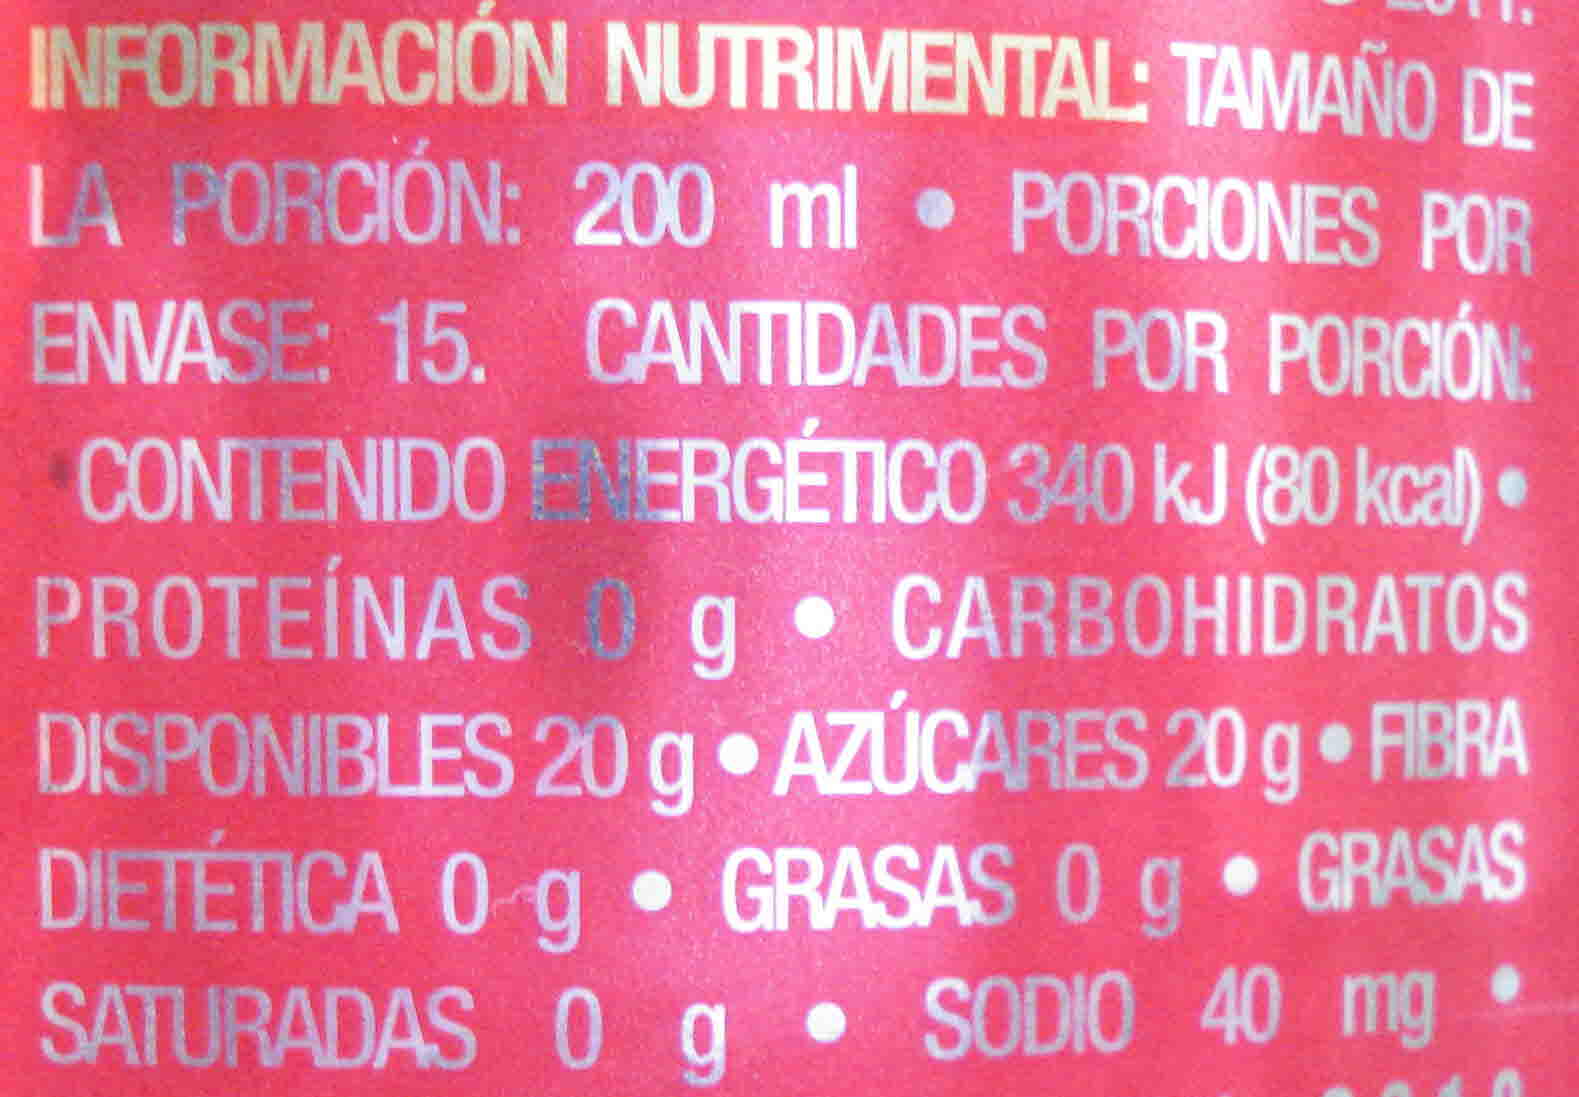 2011.
INFORMACIÓN NUTRIMENTAL: TAMAÑO DE
LA PORCIÓN: 200 ml • PORCIONES POR
ENVASE: 15. CANTIDADES POR PORCIÓN:
CONTENIDO ENERGÉTICO 340 kJ (80 kcal) •
PROTEÍNAS 0 g • CARBOHIDRATOS
DISPONIBLES 20 g • AZÚCARES 20 g • FIBRA
DIETÉTICA 0 g • GRASAS 0 g • GRASAS
SATURADAS 0 g • SODIO 40 mg •